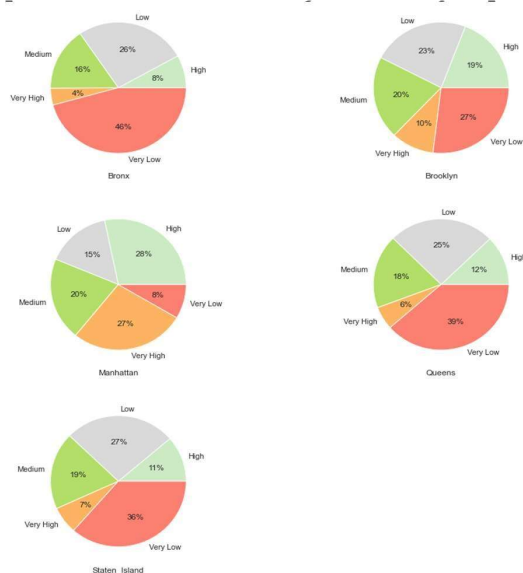 Low
Medium
26%
High
16%
8%
Very High
4%
46%
Very Low
Bronx
Low
High
23%
19%
Medium
20%
27%
10%
Very Low
Very High
Brooklyn
Low
High
15%
28%
20%
8%
Very Low
Medium
27%
Very High
Manhattan
Low
25%
Medium
High
18%
12%
6%
Very High
39%
Very Low
Queens
Low
27%
High
Medium
19%
11%
7%
36%
Very High
Very Low
Staten Island